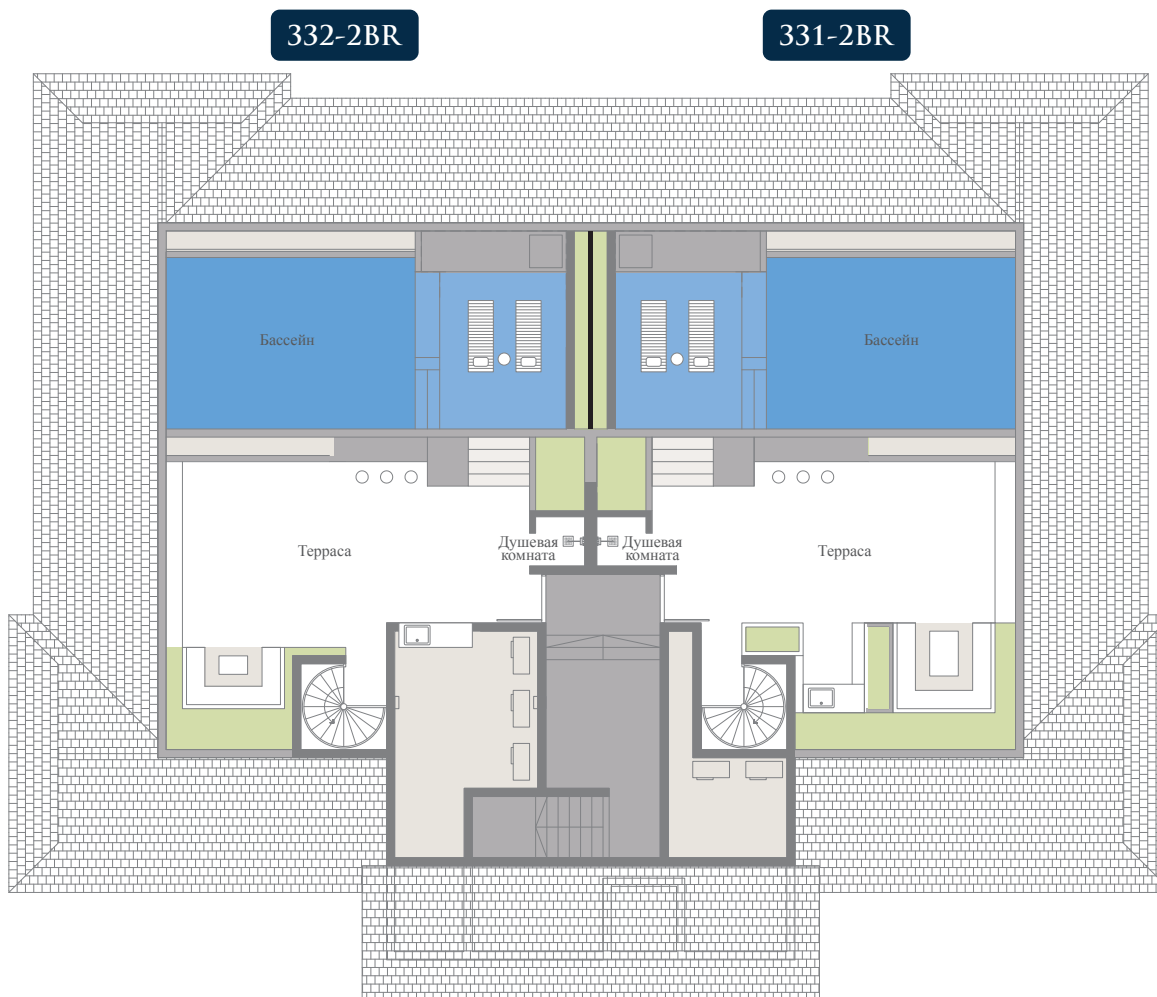 332-2BR
331-2BR
Бассейн
Бассейн
Душевая
комната
Душевая
комната
Терраса
Терраса